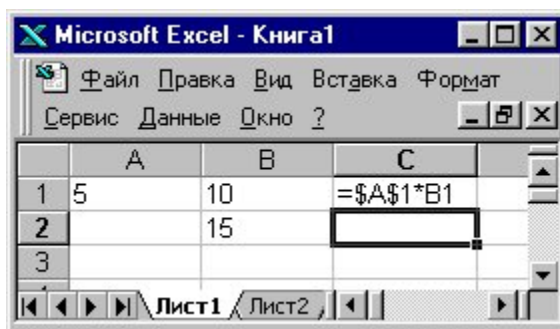 Microsoft Excel - Книга1
Файл Правка Вид Вставка Формат
Сервис Данные Окно ?
A B C
1 5 10 =$A$1*B1
2 15
3
Лист1 Лист2